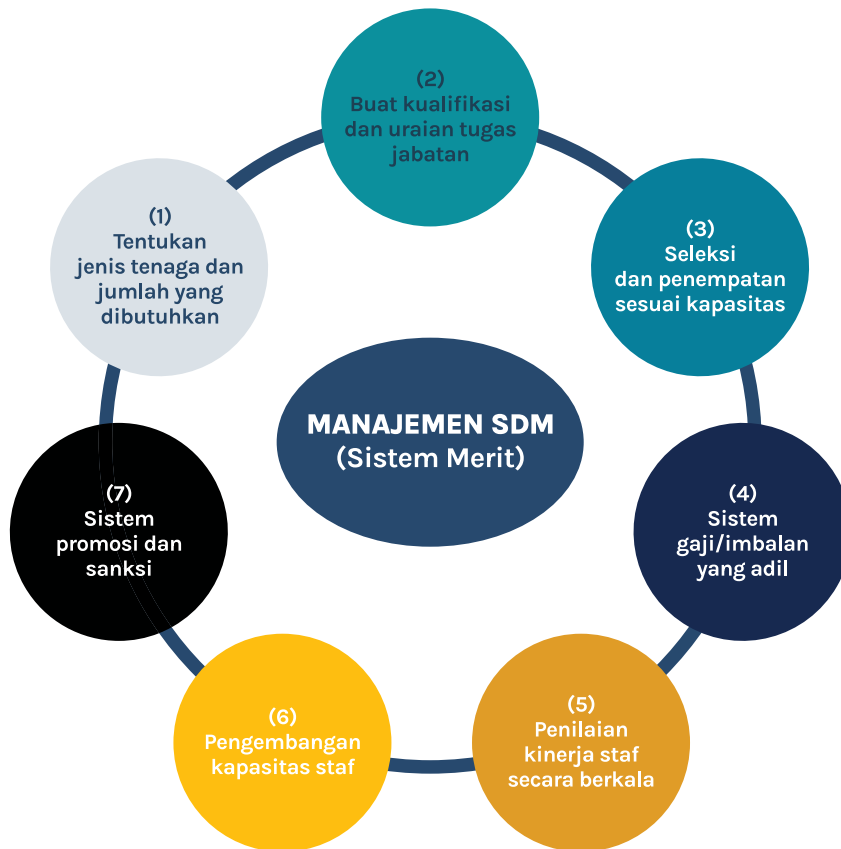 (1)
Tentukan
jenis tenaga dan
jumlah yang
dibutuhkan
(2)
Buat kualifikasi
dan uraian tugas
jabatan
(3)
Seleksi
dan penempatan
sesuai kapasitas
(4)
Sistem
gaji/imbalan
yang adil
(5)
Penilaian
kinerja staf
secara berkala
(6)
Pengembangan
kapasitas staf
(7)
Sistem
promosi dan
sanksi
MANAJEMEN SDM
(Sistem Merit)